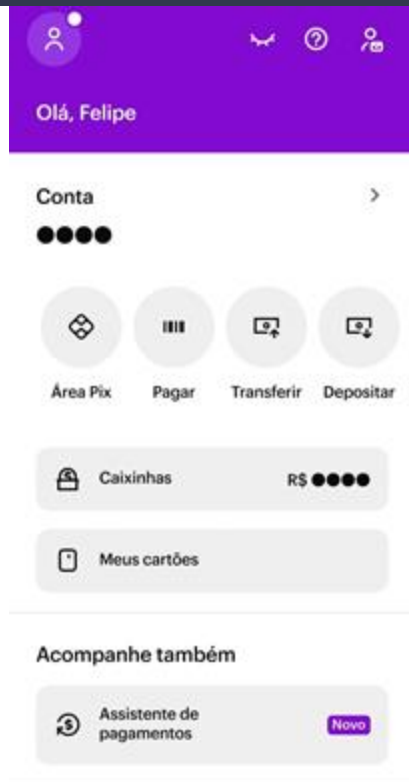 Olá, Felipe
Conta
●●●●
Área Pix
Pagar
Transferir
Depositar
Caixinhas
R$ ●●●●
Meus cartões
Acompanhe também
Assistente de
pagamentos
Novo